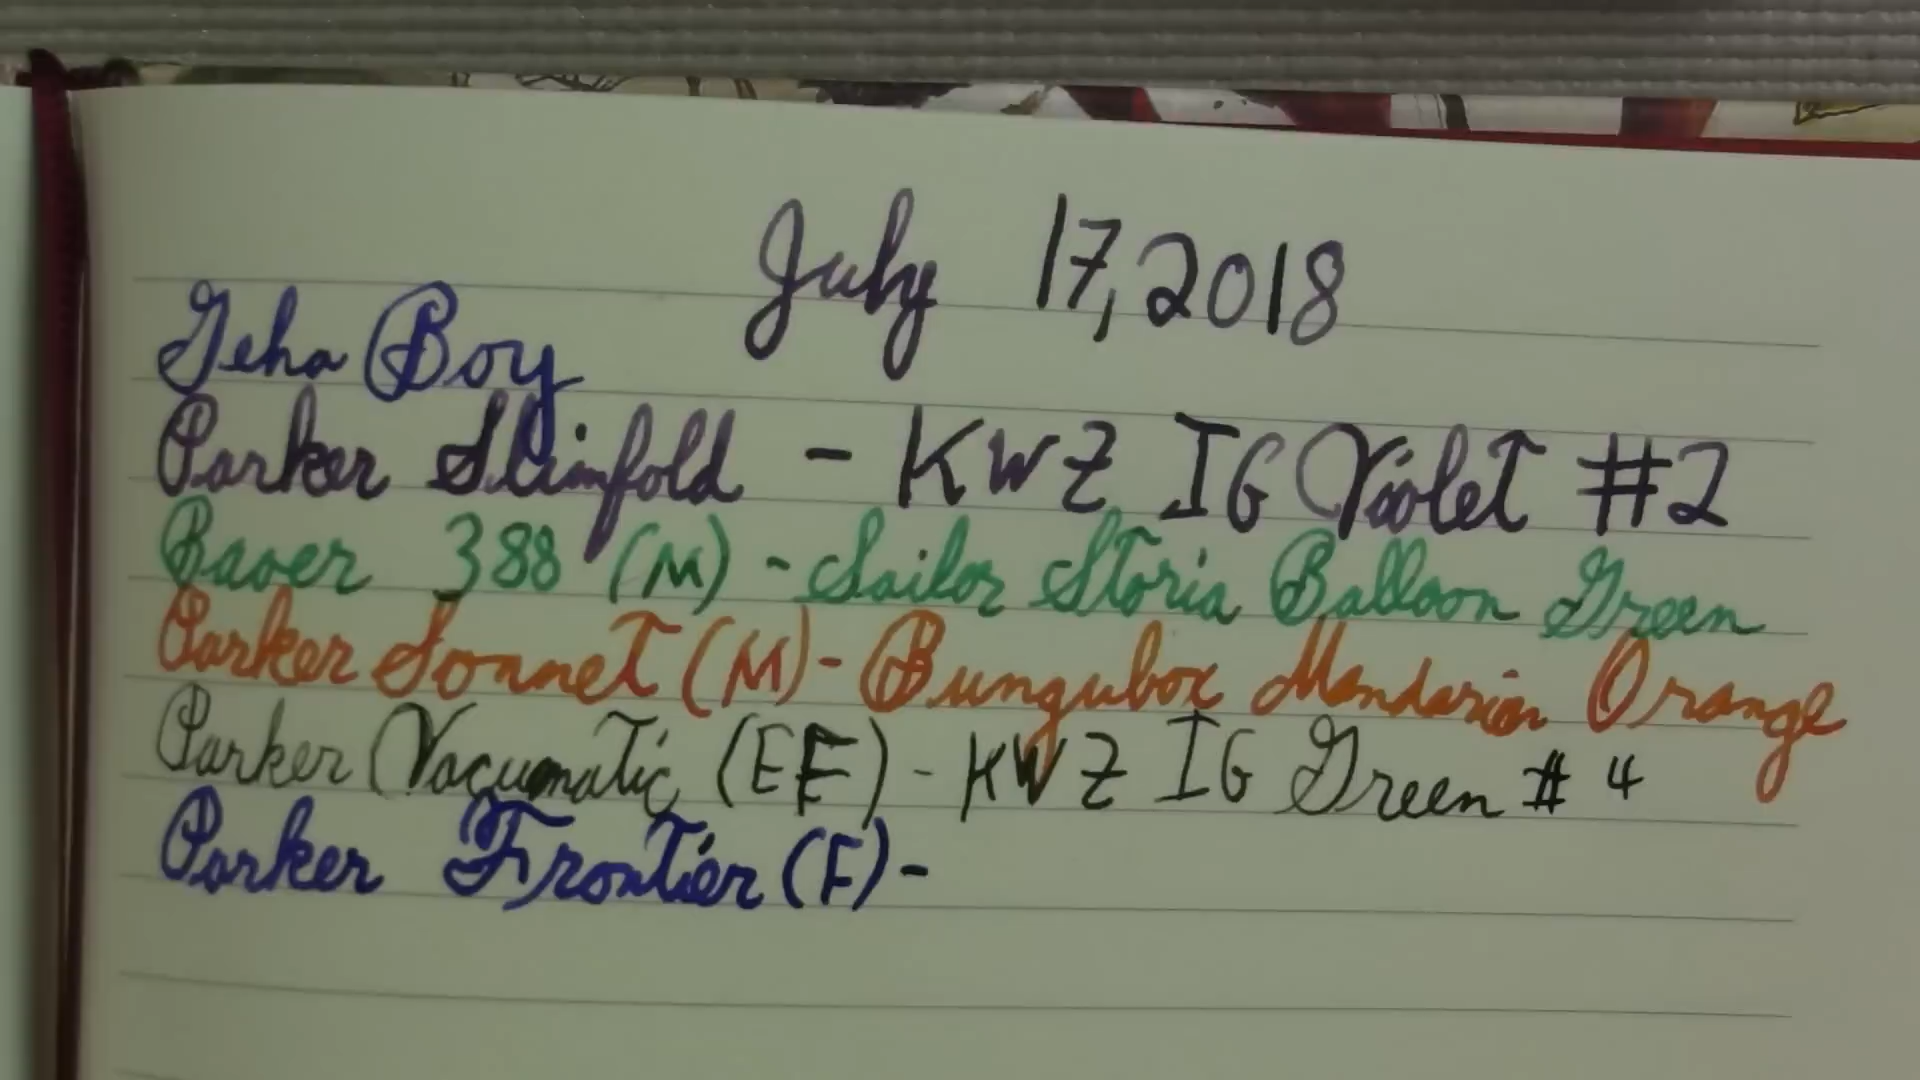 July 17, 2018
Geha Boy
Parker Slimfold - KWZ IG Violet #2
Baoer 388 (M) - Sailor Storia Balloon Green
Parker Sonnet (M) - Bungubox Mandarin Orange
Parker Vacumatic (EF) - KWZ IG Green #4
Parker Frontier (F) -